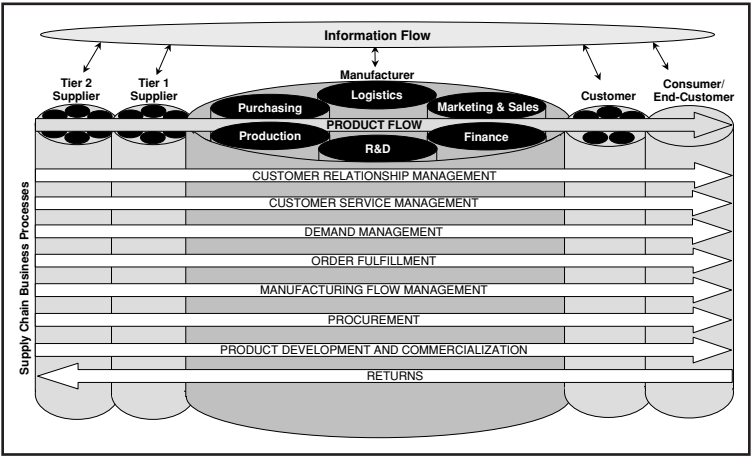 Information Flow
Tier 2
Supplier
Tier 1
Supplier
Manufacturer
Customer
Consumer/
End-Customer
Logistics
Purchasing
Marketing & Sales
PRODUCT FLOW
Production
Finance
R&D
Supply Chain Business Processes
CUSTOMER RELATIONSHIP MANAGEMENT
CUSTOMER SERVICE MANAGEMENT
DEMAND MANAGEMENT
ORDER FULFILLMENT
MANUFACTURING FLOW MANAGEMENT
PROCUREMENT
PRODUCT DEVELOPMENT AND COMMERCIALIZATION
RETURNS